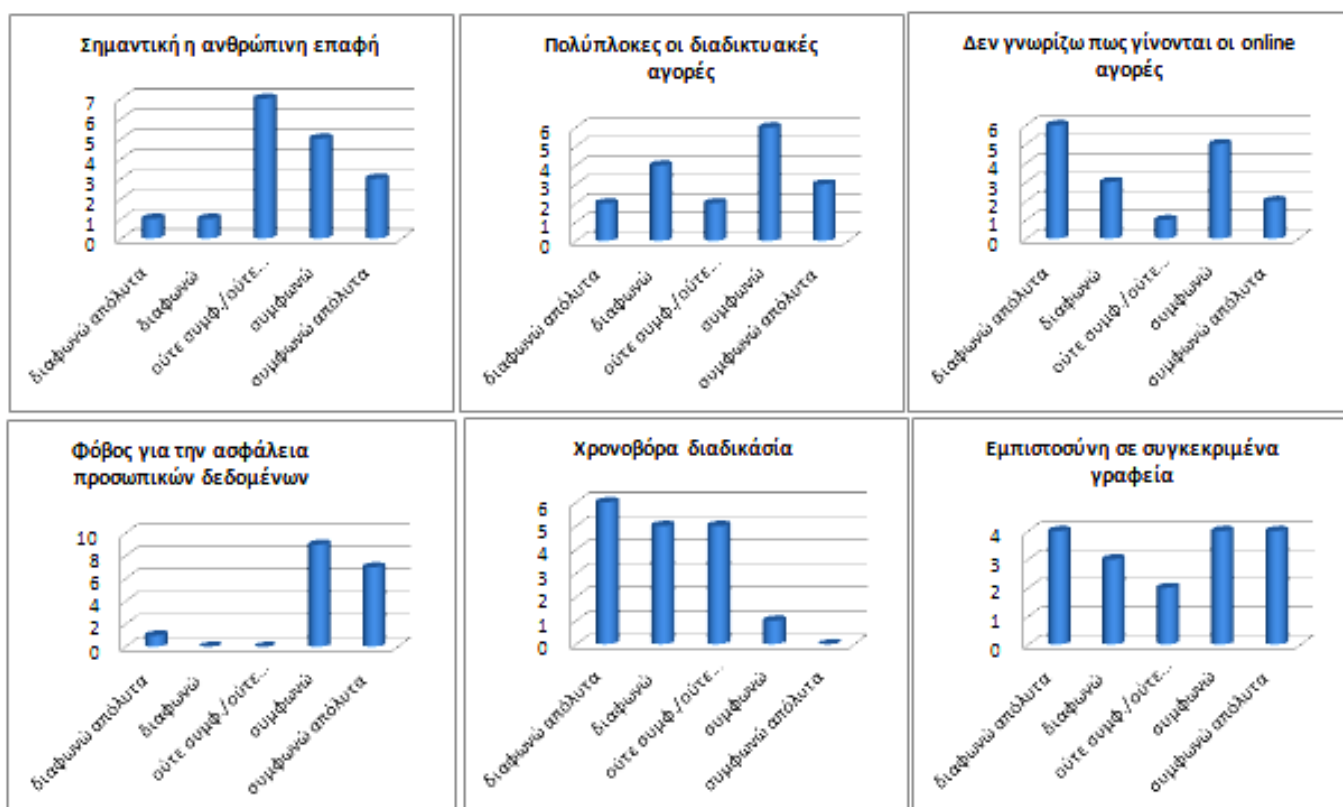 Σημαντική η ανθρώπινη επαφή
7
6
5
4
3
2
1
0
διαφωνώ απόλυτα
διαφωνώ
ούτε συμφ./ούτε...
συμφωνώ
συμφωνώ απόλυτα
Πολύπλοκες οι διαδικτυακές
αγορές
6
5
4
3
2
1
0
διαφωνώ απόλυτα
διαφωνώ
ούτε συμφ./ούτε...
συμφωνώ
συμφωνώ απόλυτα
Δεν γνωρίζω πως γίνονται οι online
αγορές
6
5
4
3
2
1
0
διαφωνώ απόλυτα
διαφωνώ
ούτε συμφ./ούτε...
συμφωνώ
συμφωνώ απόλυτα
Φόβος για την ασφάλεια
προσωπικών δεδομένων
10
8
6
4
2
0
διαφωνώ απόλυτα
διαφωνώ
ούτε συμφ./ούτε...
συμφωνώ
συμφωνώ απόλυτα
Χρονοβόρα διαδικάσία
6
5
4
3
2
1
0
διαφωνώ απόλυτα
διαφωνώ
ούτε συμφ./ούτε...
συμφωνώ
συμφωνώ απόλυτα
Εμπιστοσύνη σε συγκεκριμένα
γραφεία
4
3
2
1
0
διαφωνώ απόλυτα
διαφωνώ
ούτε συμφ./ούτε...
συμφωνώ
συμφωνώ απόλυτα